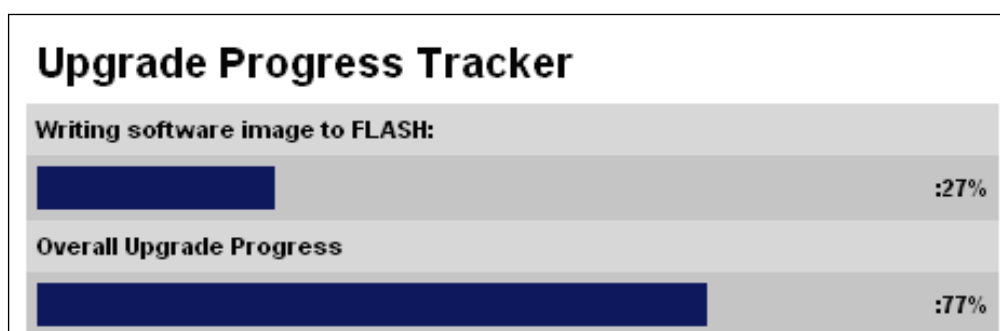 Upgrade Progress Tracker
Writing software image to FLASH:
:27%
Overall Upgrade Progress
:77%